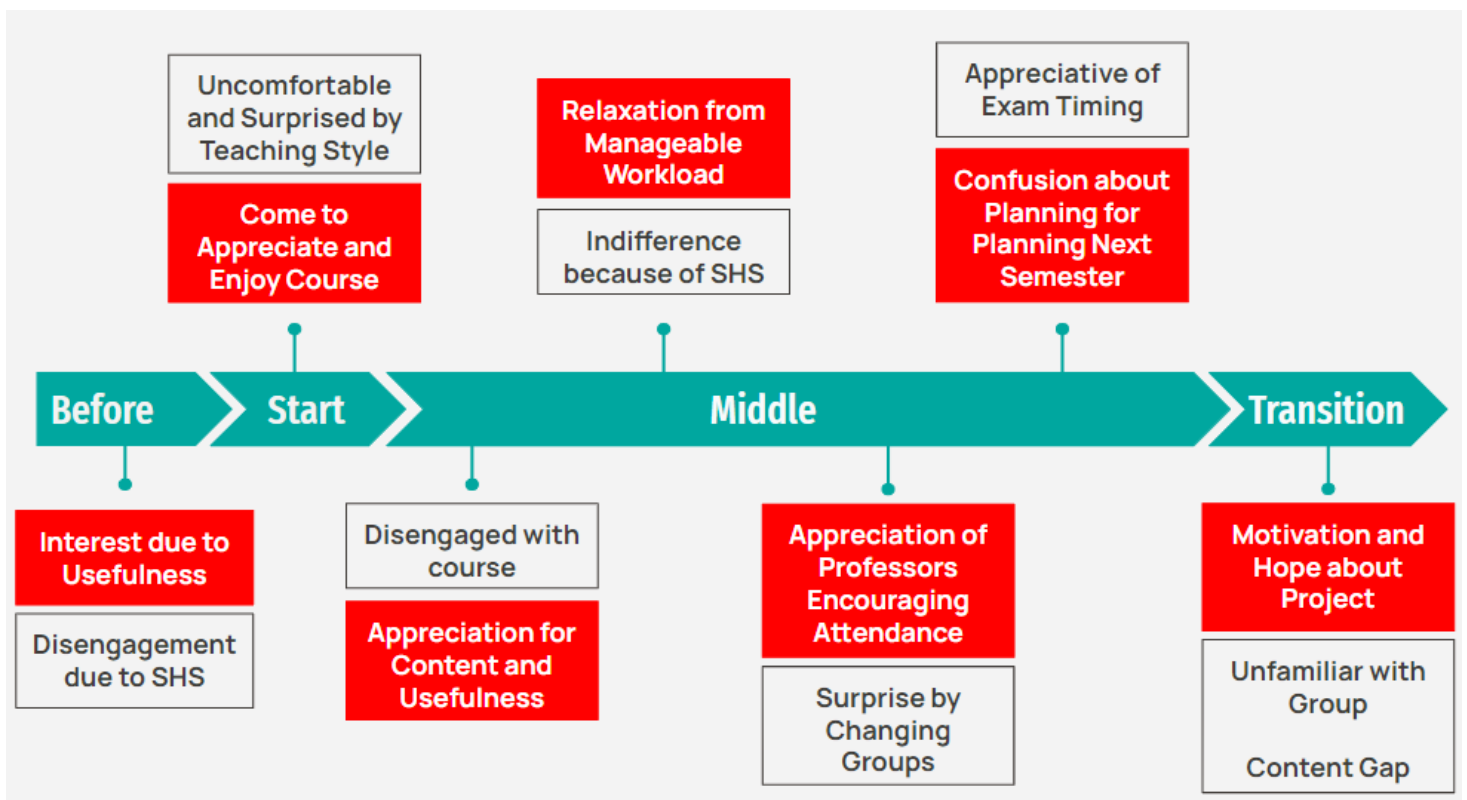 Uncomfortable
and Surprised by
Teaching Style
Come to
Appreciate and
Enjoy Course
Relaxation from
Manageable
Workload
Indifference
because of SHS
Appreciative of
Exam Timing
Confusion about
Planning for
Planning Next
Semester
Before
Start
Middle
Transition
Interest due to
Usefulness
Disengagement
due to SHS
Disengaged with
course
Appreciation for
Content and
Usefulness
Appreciation of
Professors
Encouraging
Attendance
Surprise by
Changing
Groups
Motivation and
Hope about
Project
Unfamiliar with
Group
Content Gap